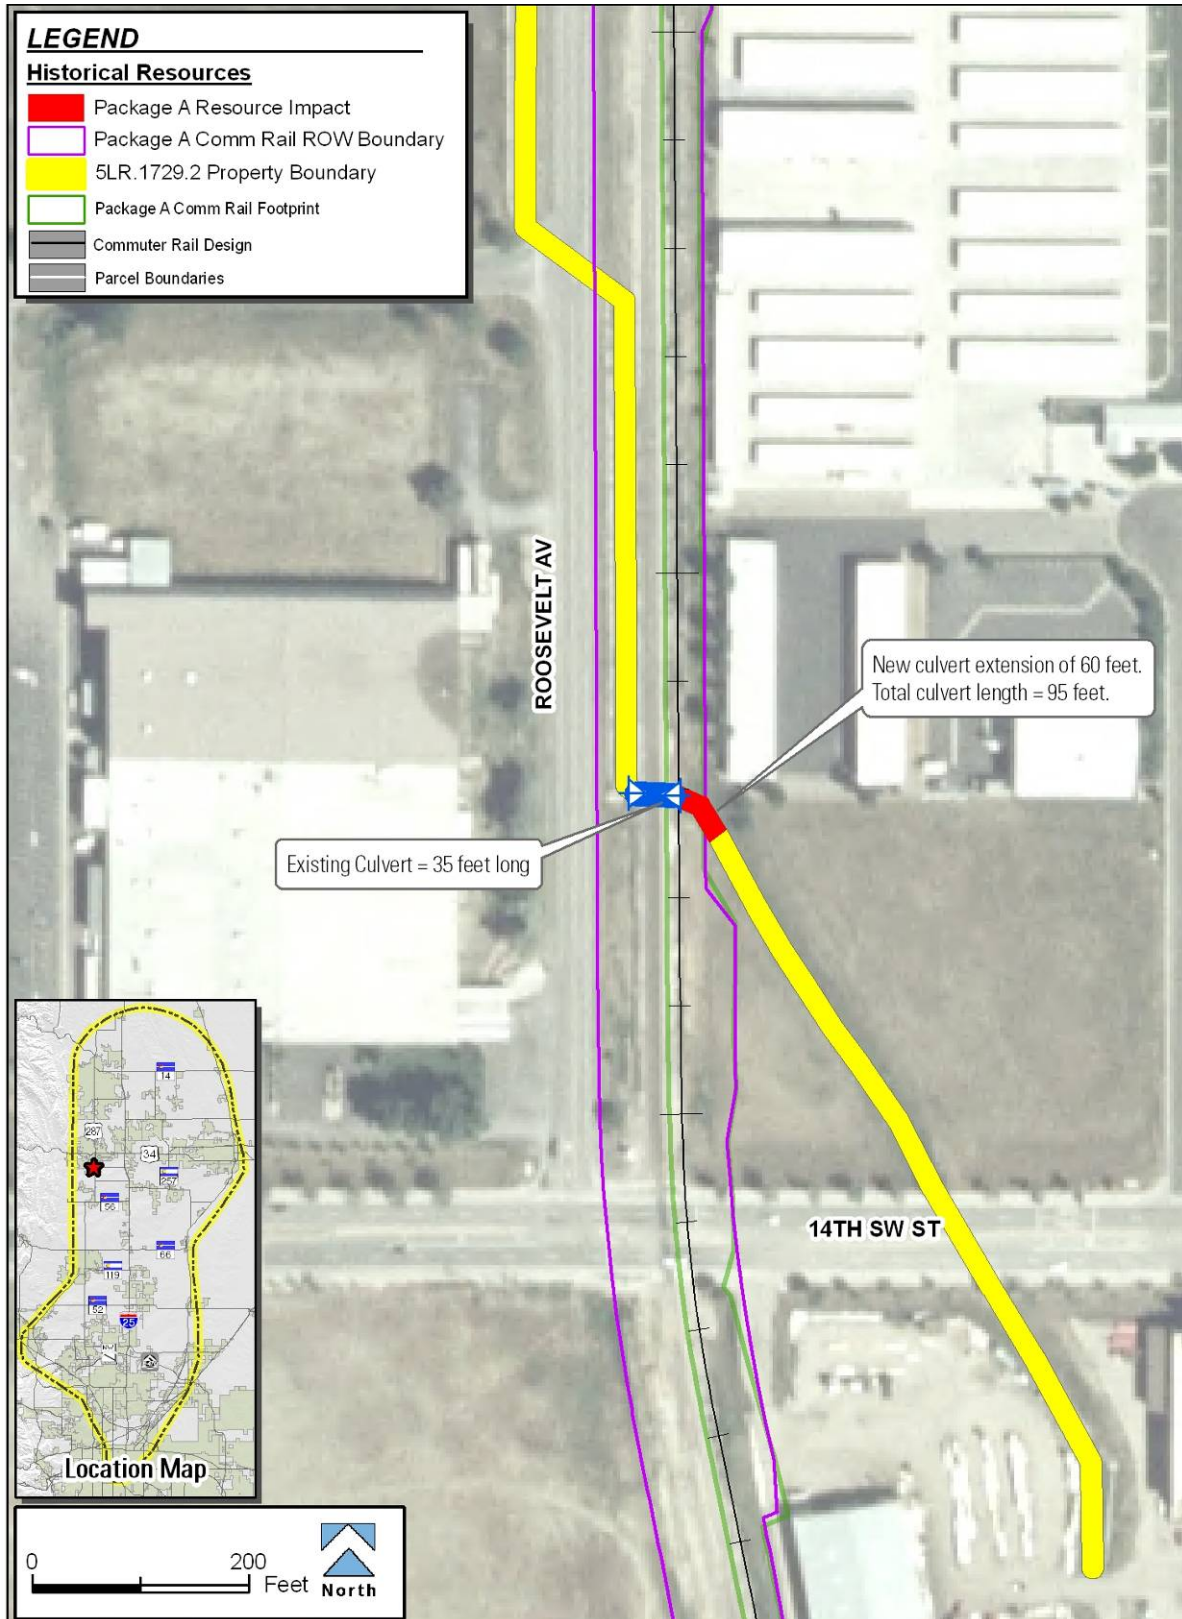 LEGEND
Historical Resources
Package A Resource Impact
Package A Comm Rail ROW Boundary
5LR.1729.2 Property Boundary
Package A Comm Rail Footprint
Commuter Rail Design
Parcel Boundaries
ROOSEVELT AV
New culvert extension of 60 feet.
Total culvert length = 95 feet.
Existing Culvert = 35 feet long
14TH SW ST
14
287
34
257
56
66
119
52
25
Location Map
0 200
Feet
North